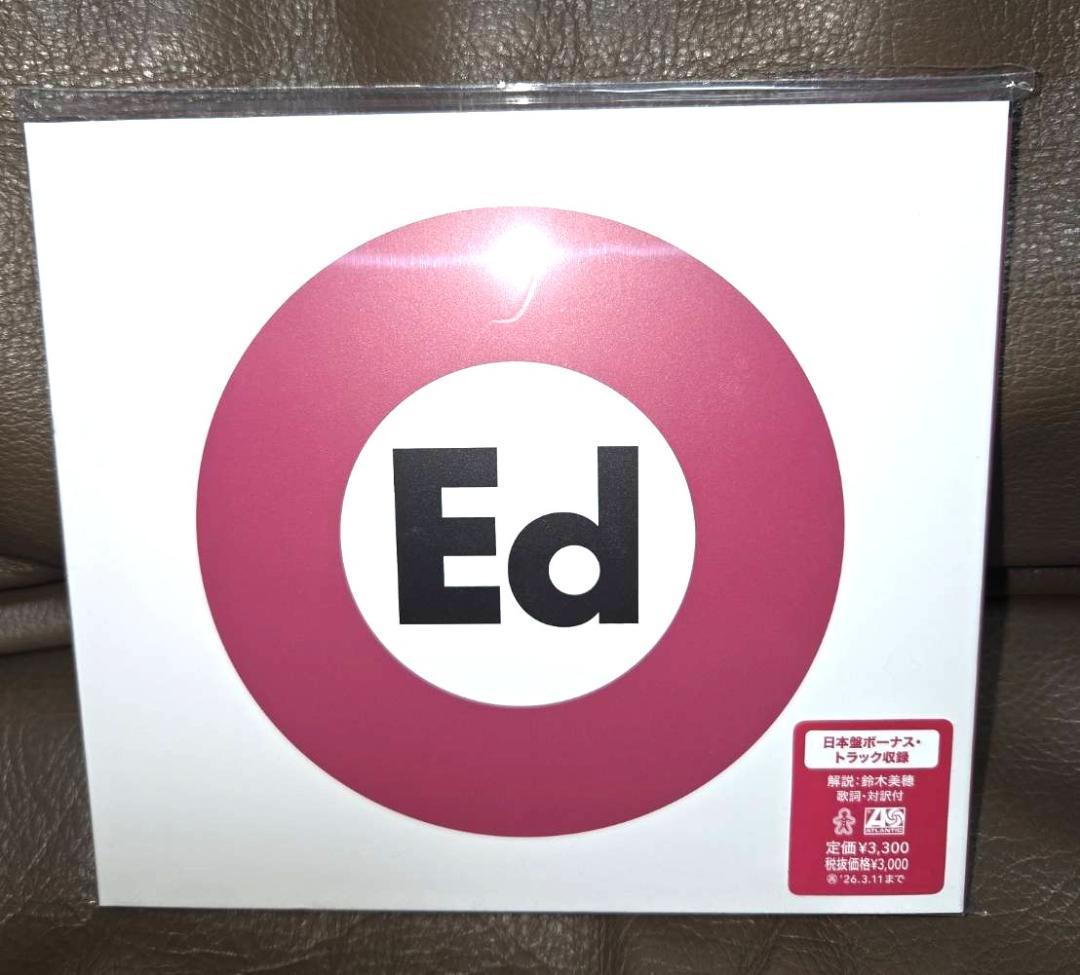 Ed
日本盤ボーナス・
トラック収録
解説：鈴木美穂
歌詞・対訳付
ATLANTIC
定価¥3,300
税抜価格¥3,000
㋮'26.3.11まで